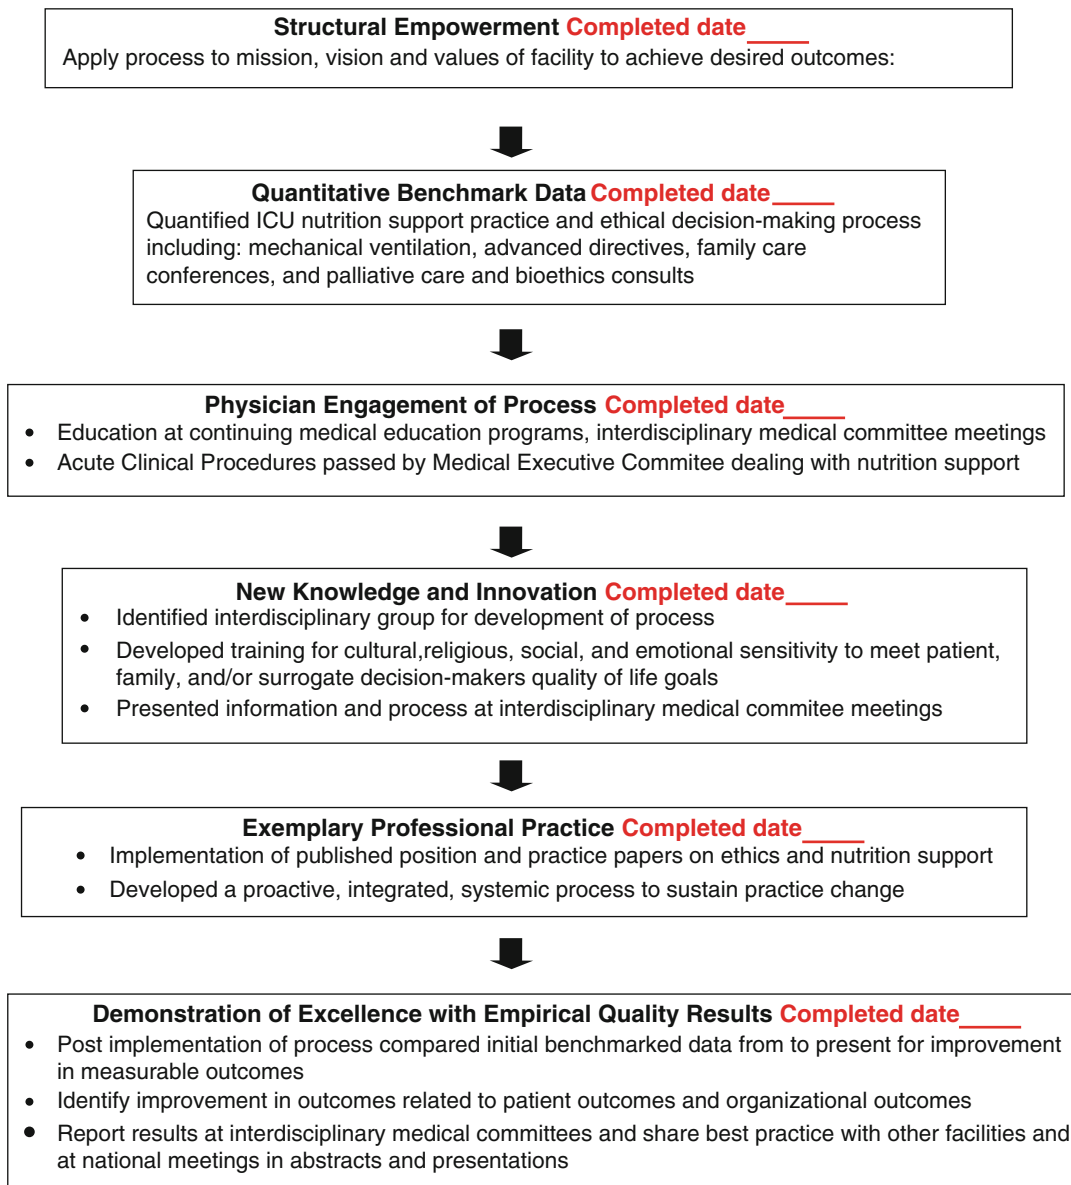 Structural Empowerment Completed date_____
Apply process to mission, vision and values of facility to achieve desired outcomes:
Quantitative Benchmark Data Completed date_____
Quantified ICU nutrition support practice and ethical decision-making process
including: mechanical ventilation, advanced directives, family care
conferences, and palliative care and bioethics consults
Physician Engagement of Process Completed date_____
• Education at continuing medical education programs, interdisciplinary medical committee meetings
• Acute Clinical Procedures passed by Medical Executive Commitee dealing with nutrition support
New Knowledge and Innovation Completed date_____
• Identified interdisciplinary group for development of process
• Developed training for cultural,religious, social, and emotional sensitivity to meet patient,
family, and/or surrogate decision-makers quality of life goals
• Presented information and process at interdisciplinary medical commitee meetings
Exemplary Professional Practice Completed date_____
• Implementation of published position and practice papers on ethics and nutrition support
• Developed a proactive, integrated, systemic process to sustain practice change
Demonstration of Excellence with Empirical Quality Results Completed date_____
• Post implementation of process compared initial benchmarked data from to present for improvement
in measurable outcomes
• Identify improvement in outcomes related to patient outcomes and organizational outcomes
• Report results at interdisciplinary medical committees and share best practice with other facilities and
at national meetings in abstracts and presentations